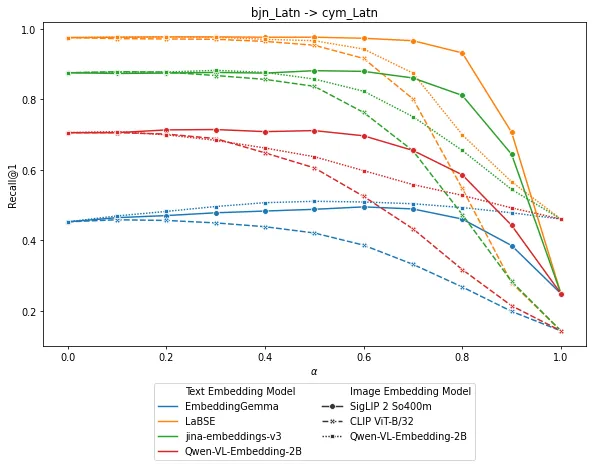 bjn_Latn -> cym_Latn
1.0
0.8
0.6
0.4
0.2
Recall@1
0.0 0.2 0.4 0.6 0.8 1.0
α
Text Embedding Model Image Embedding Model
EmbeddingGemma SigLIP 2 So400m
LaBSE CLIP ViT-B/32
jina-embeddings-v3 Qwen-VL-Embedding-2B
Qwen-VL-Embedding-2B